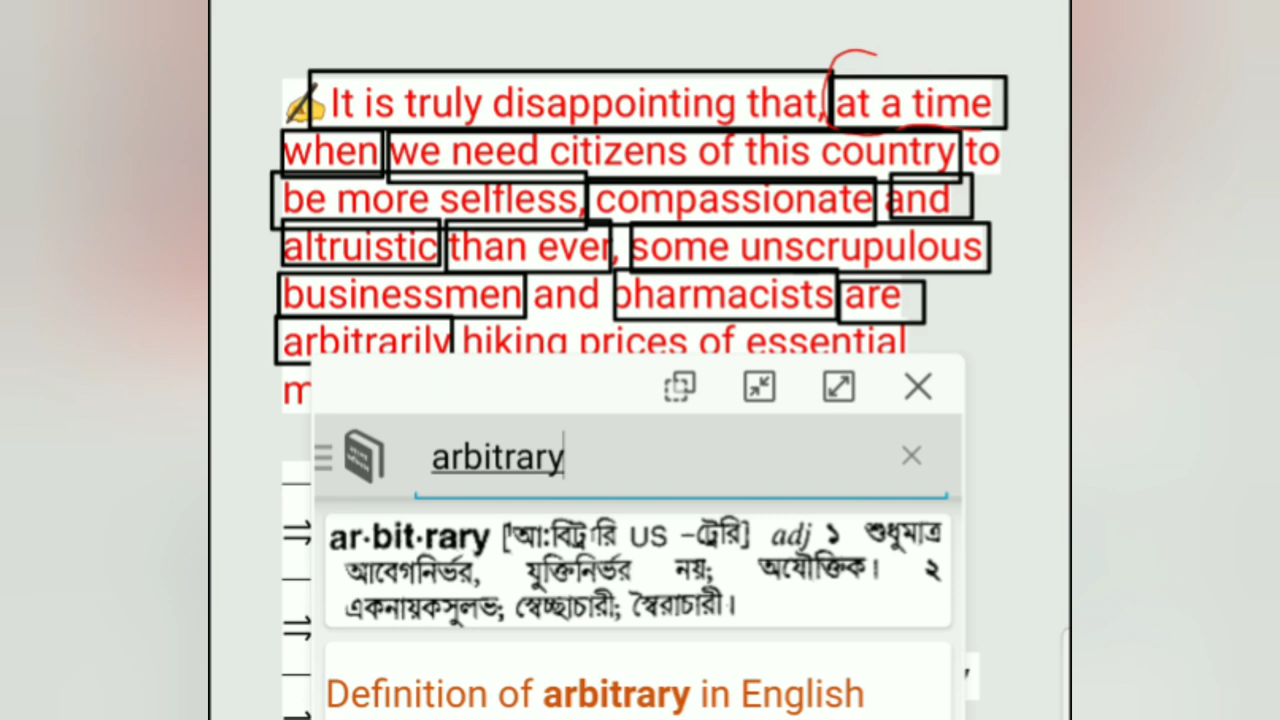 It is truly disappointing that, at a time
when we need citizens of this country to
be more selfless, compassionate and
altruistic than ever, some unscrupulous
businessmen and pharmacists are
arbitrarily hiking prices of essential
m
arbitrary
ar·bit·rary ['আ:বিট্রারি US –ট্রেরি] adj ১ শুধুমাত্র
আবেগনির্ভর, যুক্তিনির্ভর নয়; অযৌক্তিক। ২
একনায়কসুলভ; স্বেচ্ছাচারী; স্বৈরাচারী।
Definition of arbitrary in English